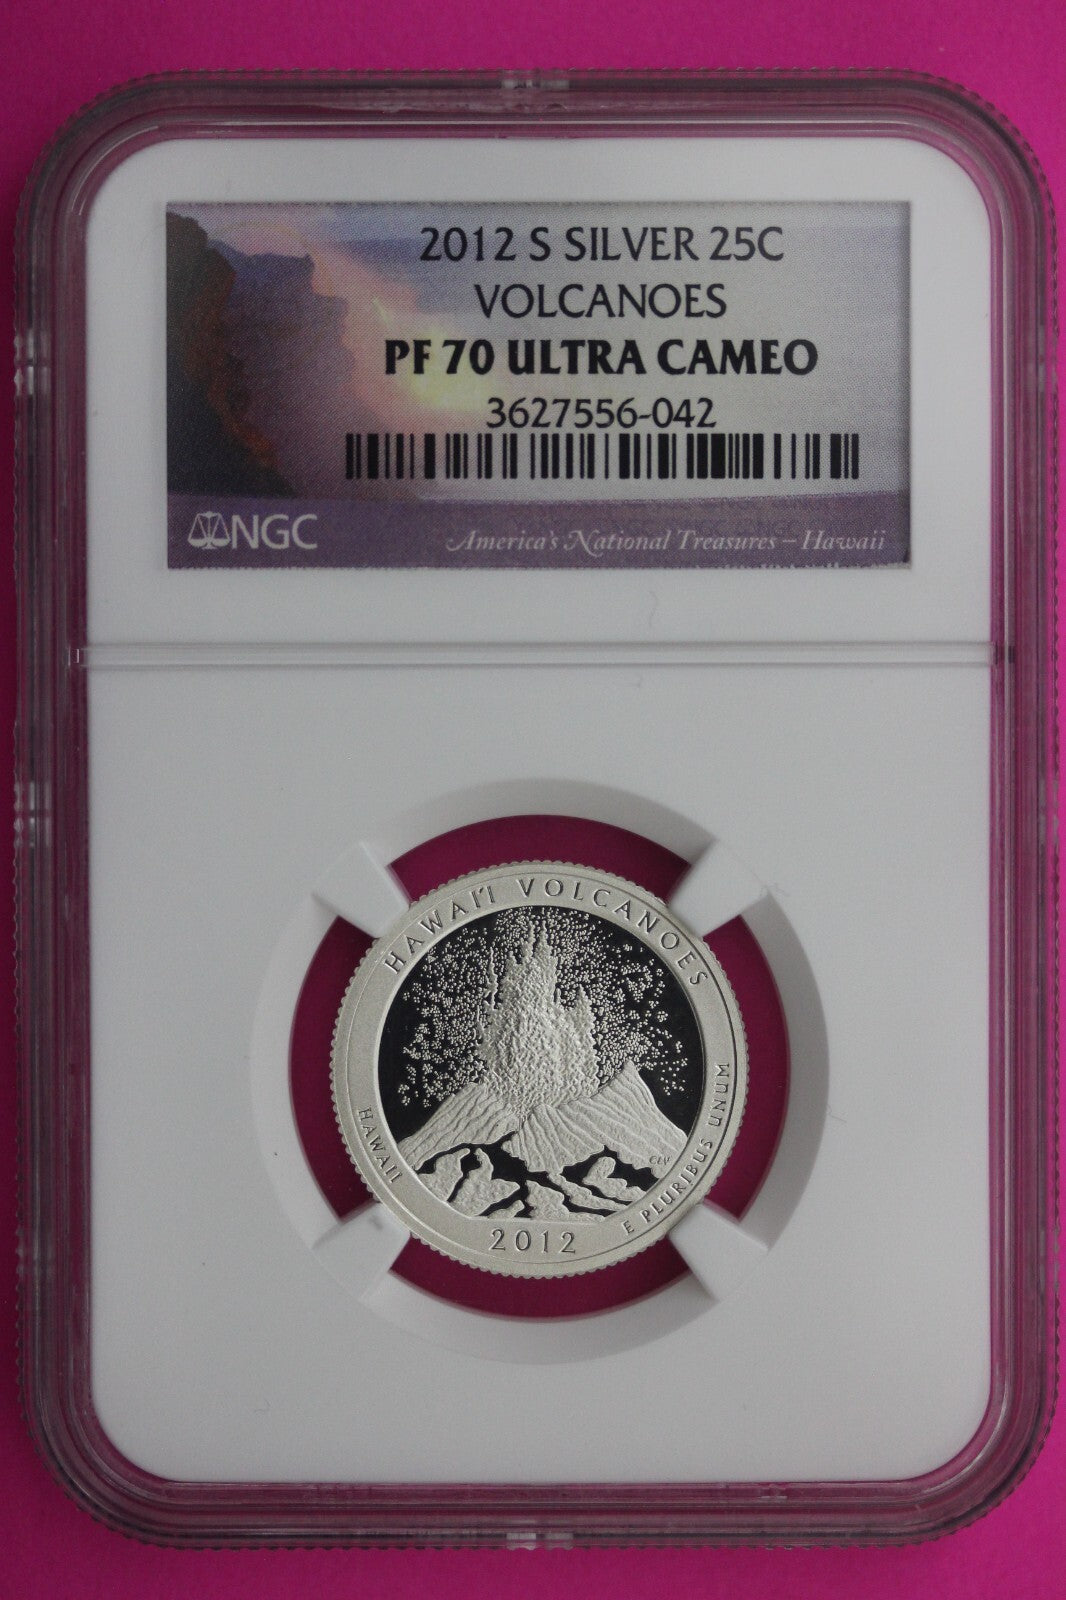 2012 S SILVER 25C
VOLCANOES
PF 70 ULTRA CAMEO
3627556-042
NGC
America's National Treasures – Hawaii
HAWAI'I VOLCANOES
HAWAII
2012
E PLURIBUS UNUM